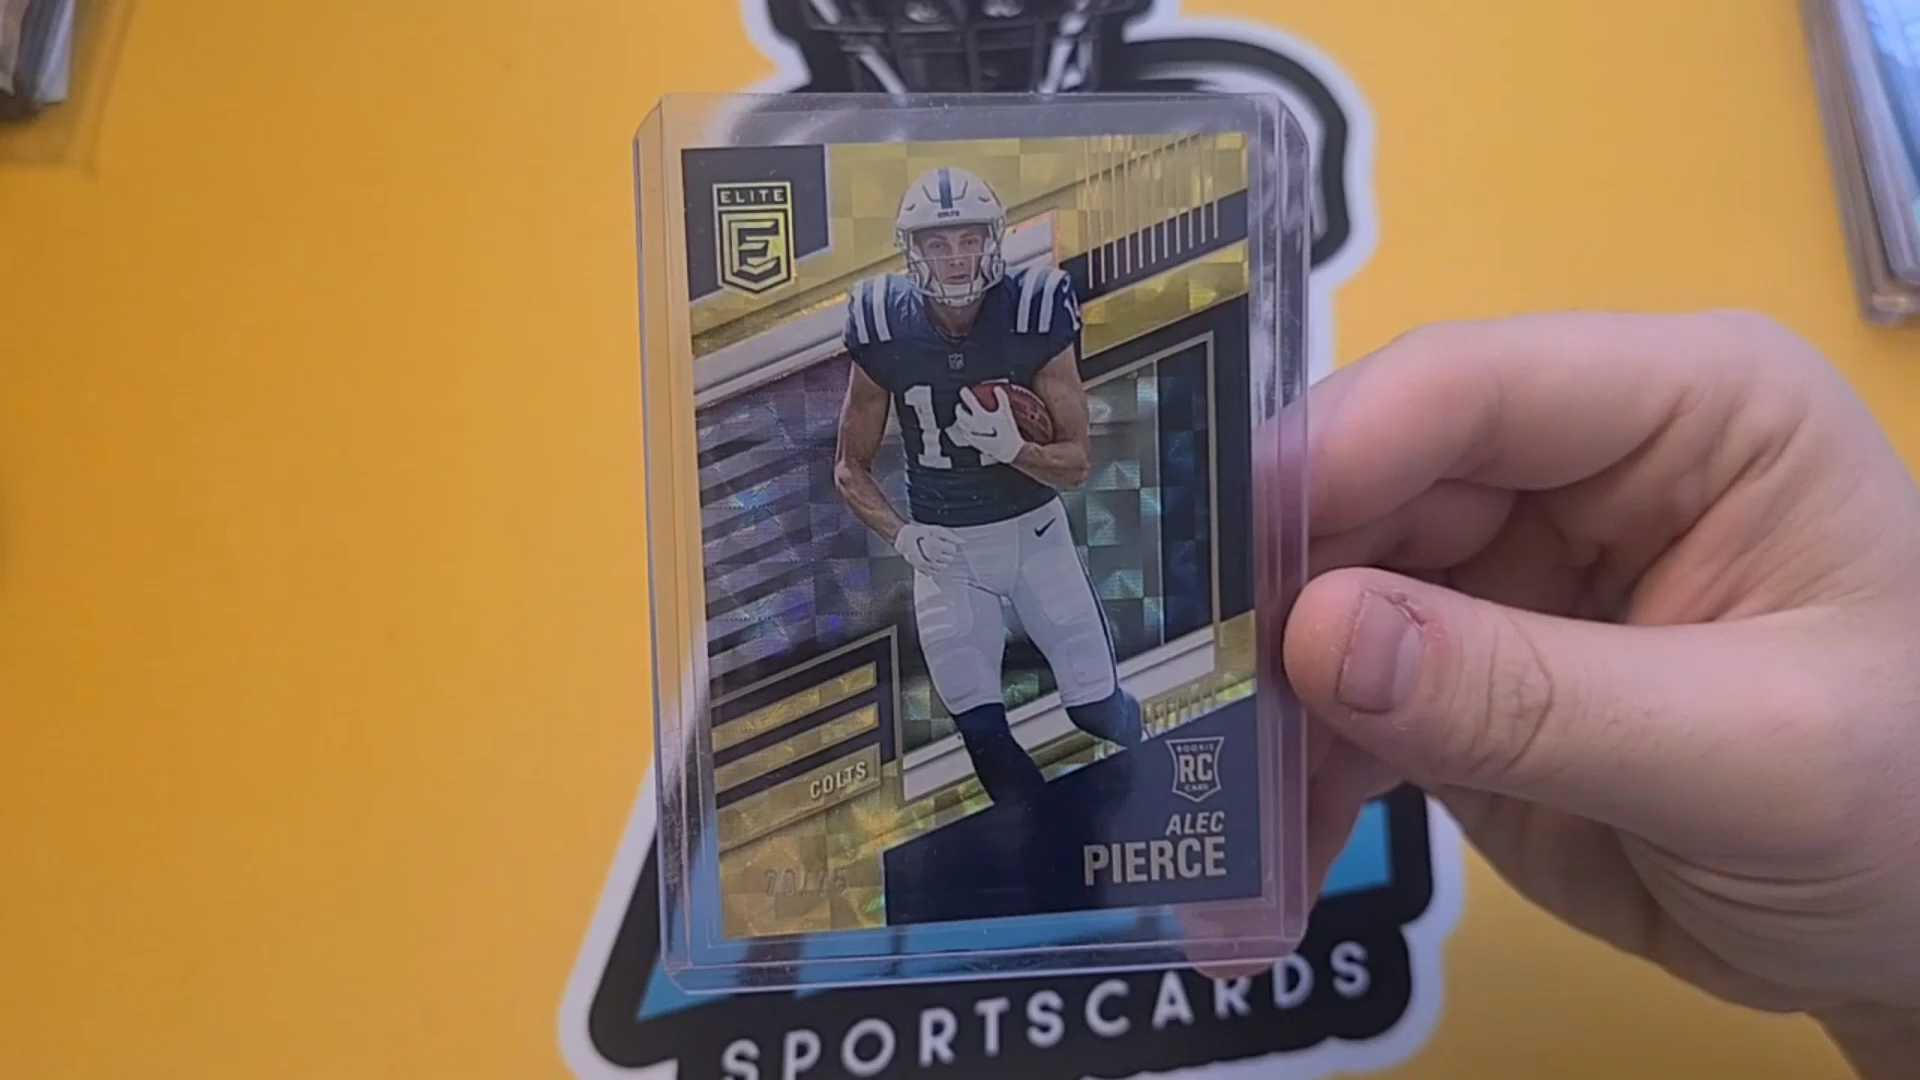 ELITE
E
COLTS
14
COLTS
ROOKIE
RC
CARD
ALEC
PIERCE
SPORTSCARDS